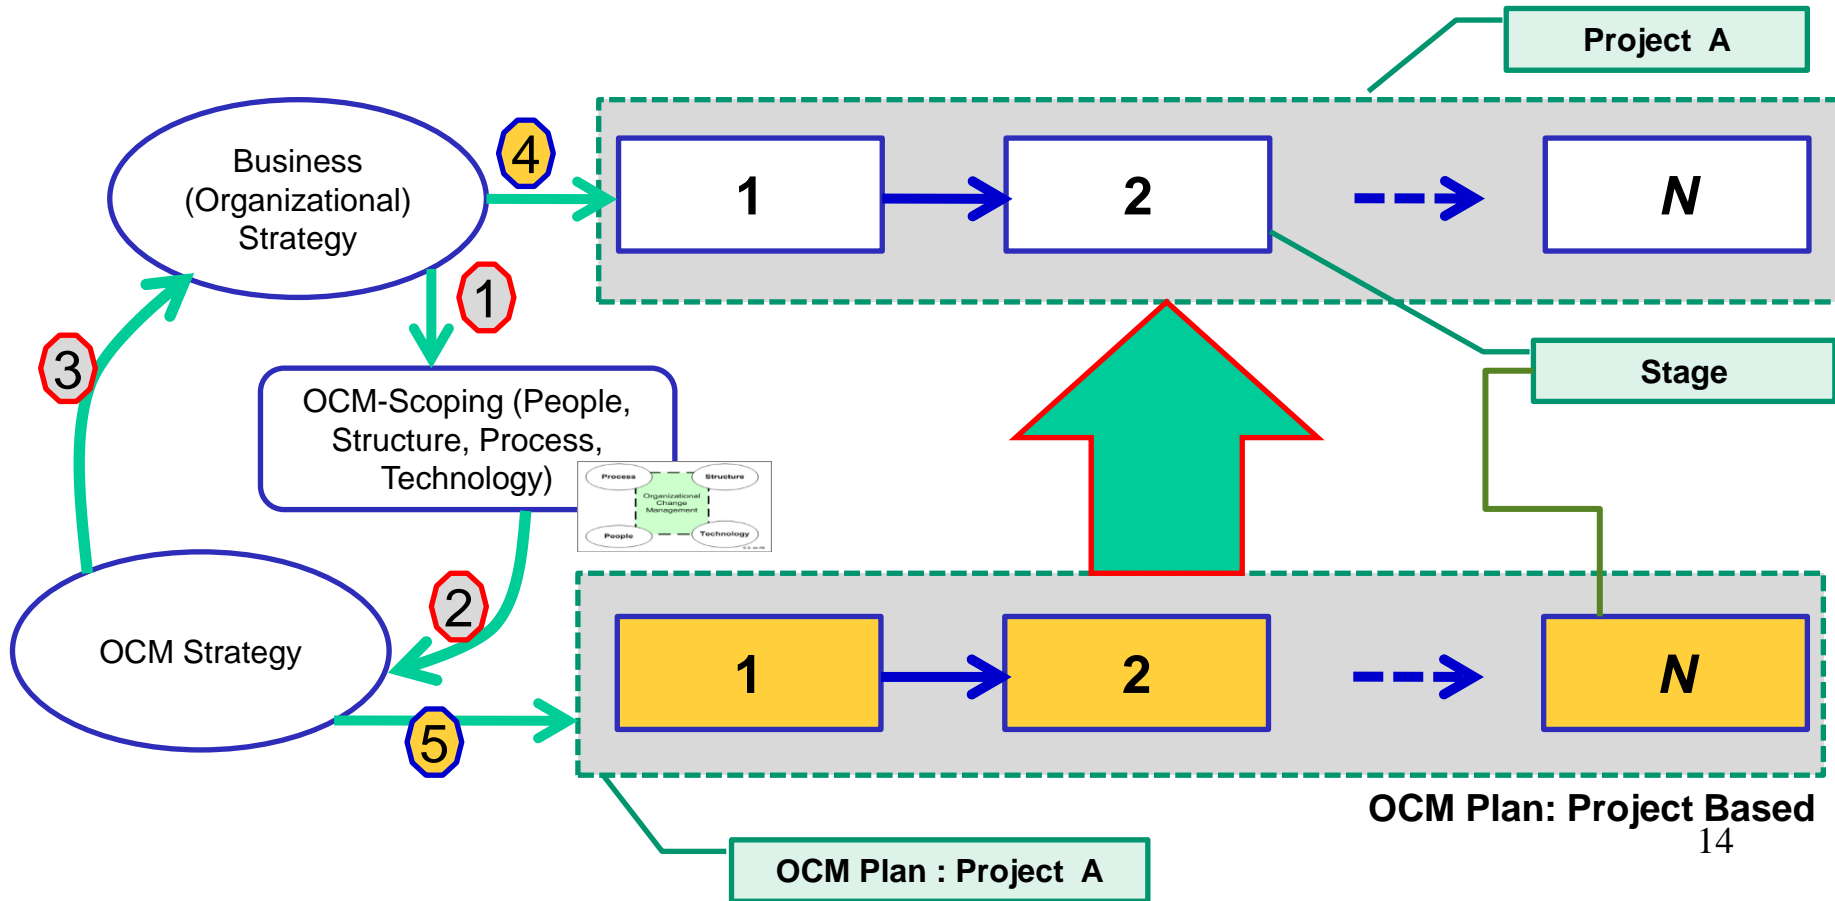 Project A
Business
(Organizational)
Strategy
4
1
2
N
1
3
Stage
OCM-Scoping (People,
Structure, Process,
Technology)
Process
Structure
Organizational
Change
Management
People
Technology
2
OCM Strategy
1
2
N
5
OCM Plan: Project Based
14
OCM Plan : Project A